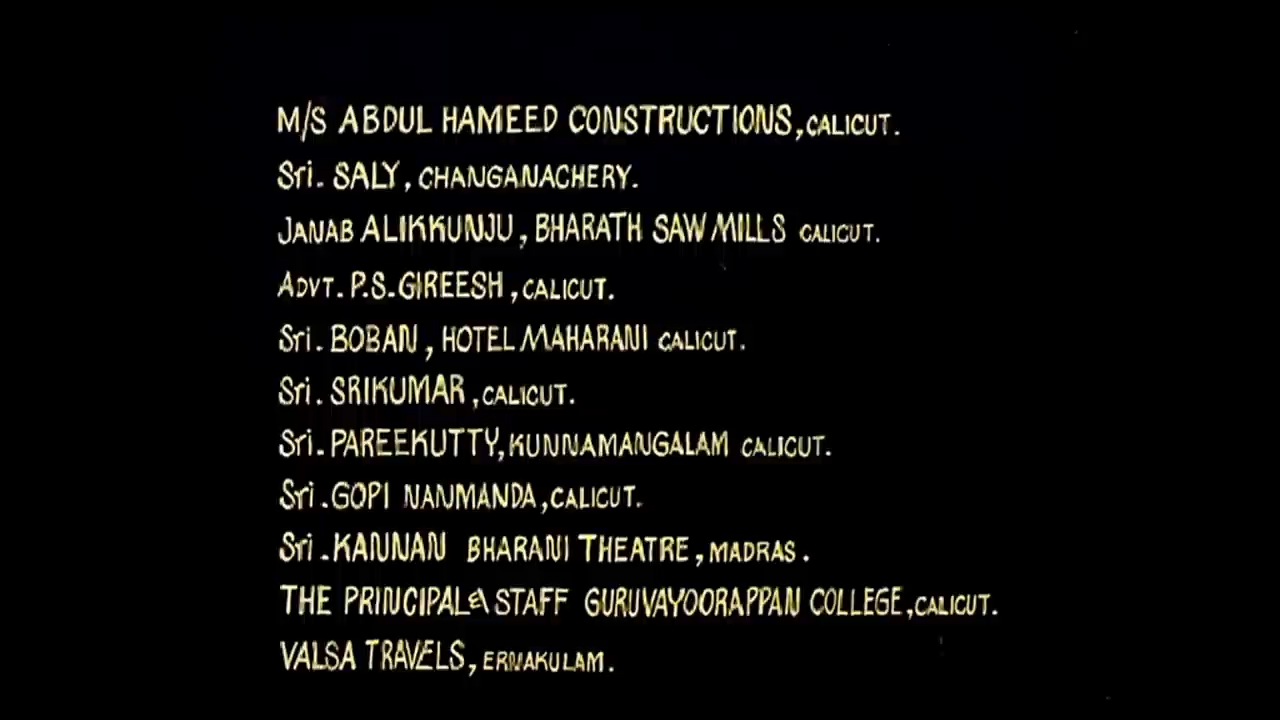 M/S ABDUL HAMEED CONSTRUCTIONS, CALICUT.
Sri. SALY, CHANGANACHERY.
JANAB ALIKKUNJU, BHARATH SAW MILLS CALICUT.
ADVT. P.S. GIREESH, CALICUT.
Sri. BOBAN, HOTEL MAHARANI CALICUT.
Sri. SRIKUMAR, CALICUT.
Sri. PAREEKUTTY, KUNNAMANGALAM CALICUT.
Sri. GOPI NANMANDA, CALICUT.
Sri. KANNAN BHARANI THEATRE, MADRAS.
THE PRINCIPAL & STAFF GURUVAYOORAPPAN COLLEGE, CALICUT.
VALSA TRAVELS, ERNAKULAM.